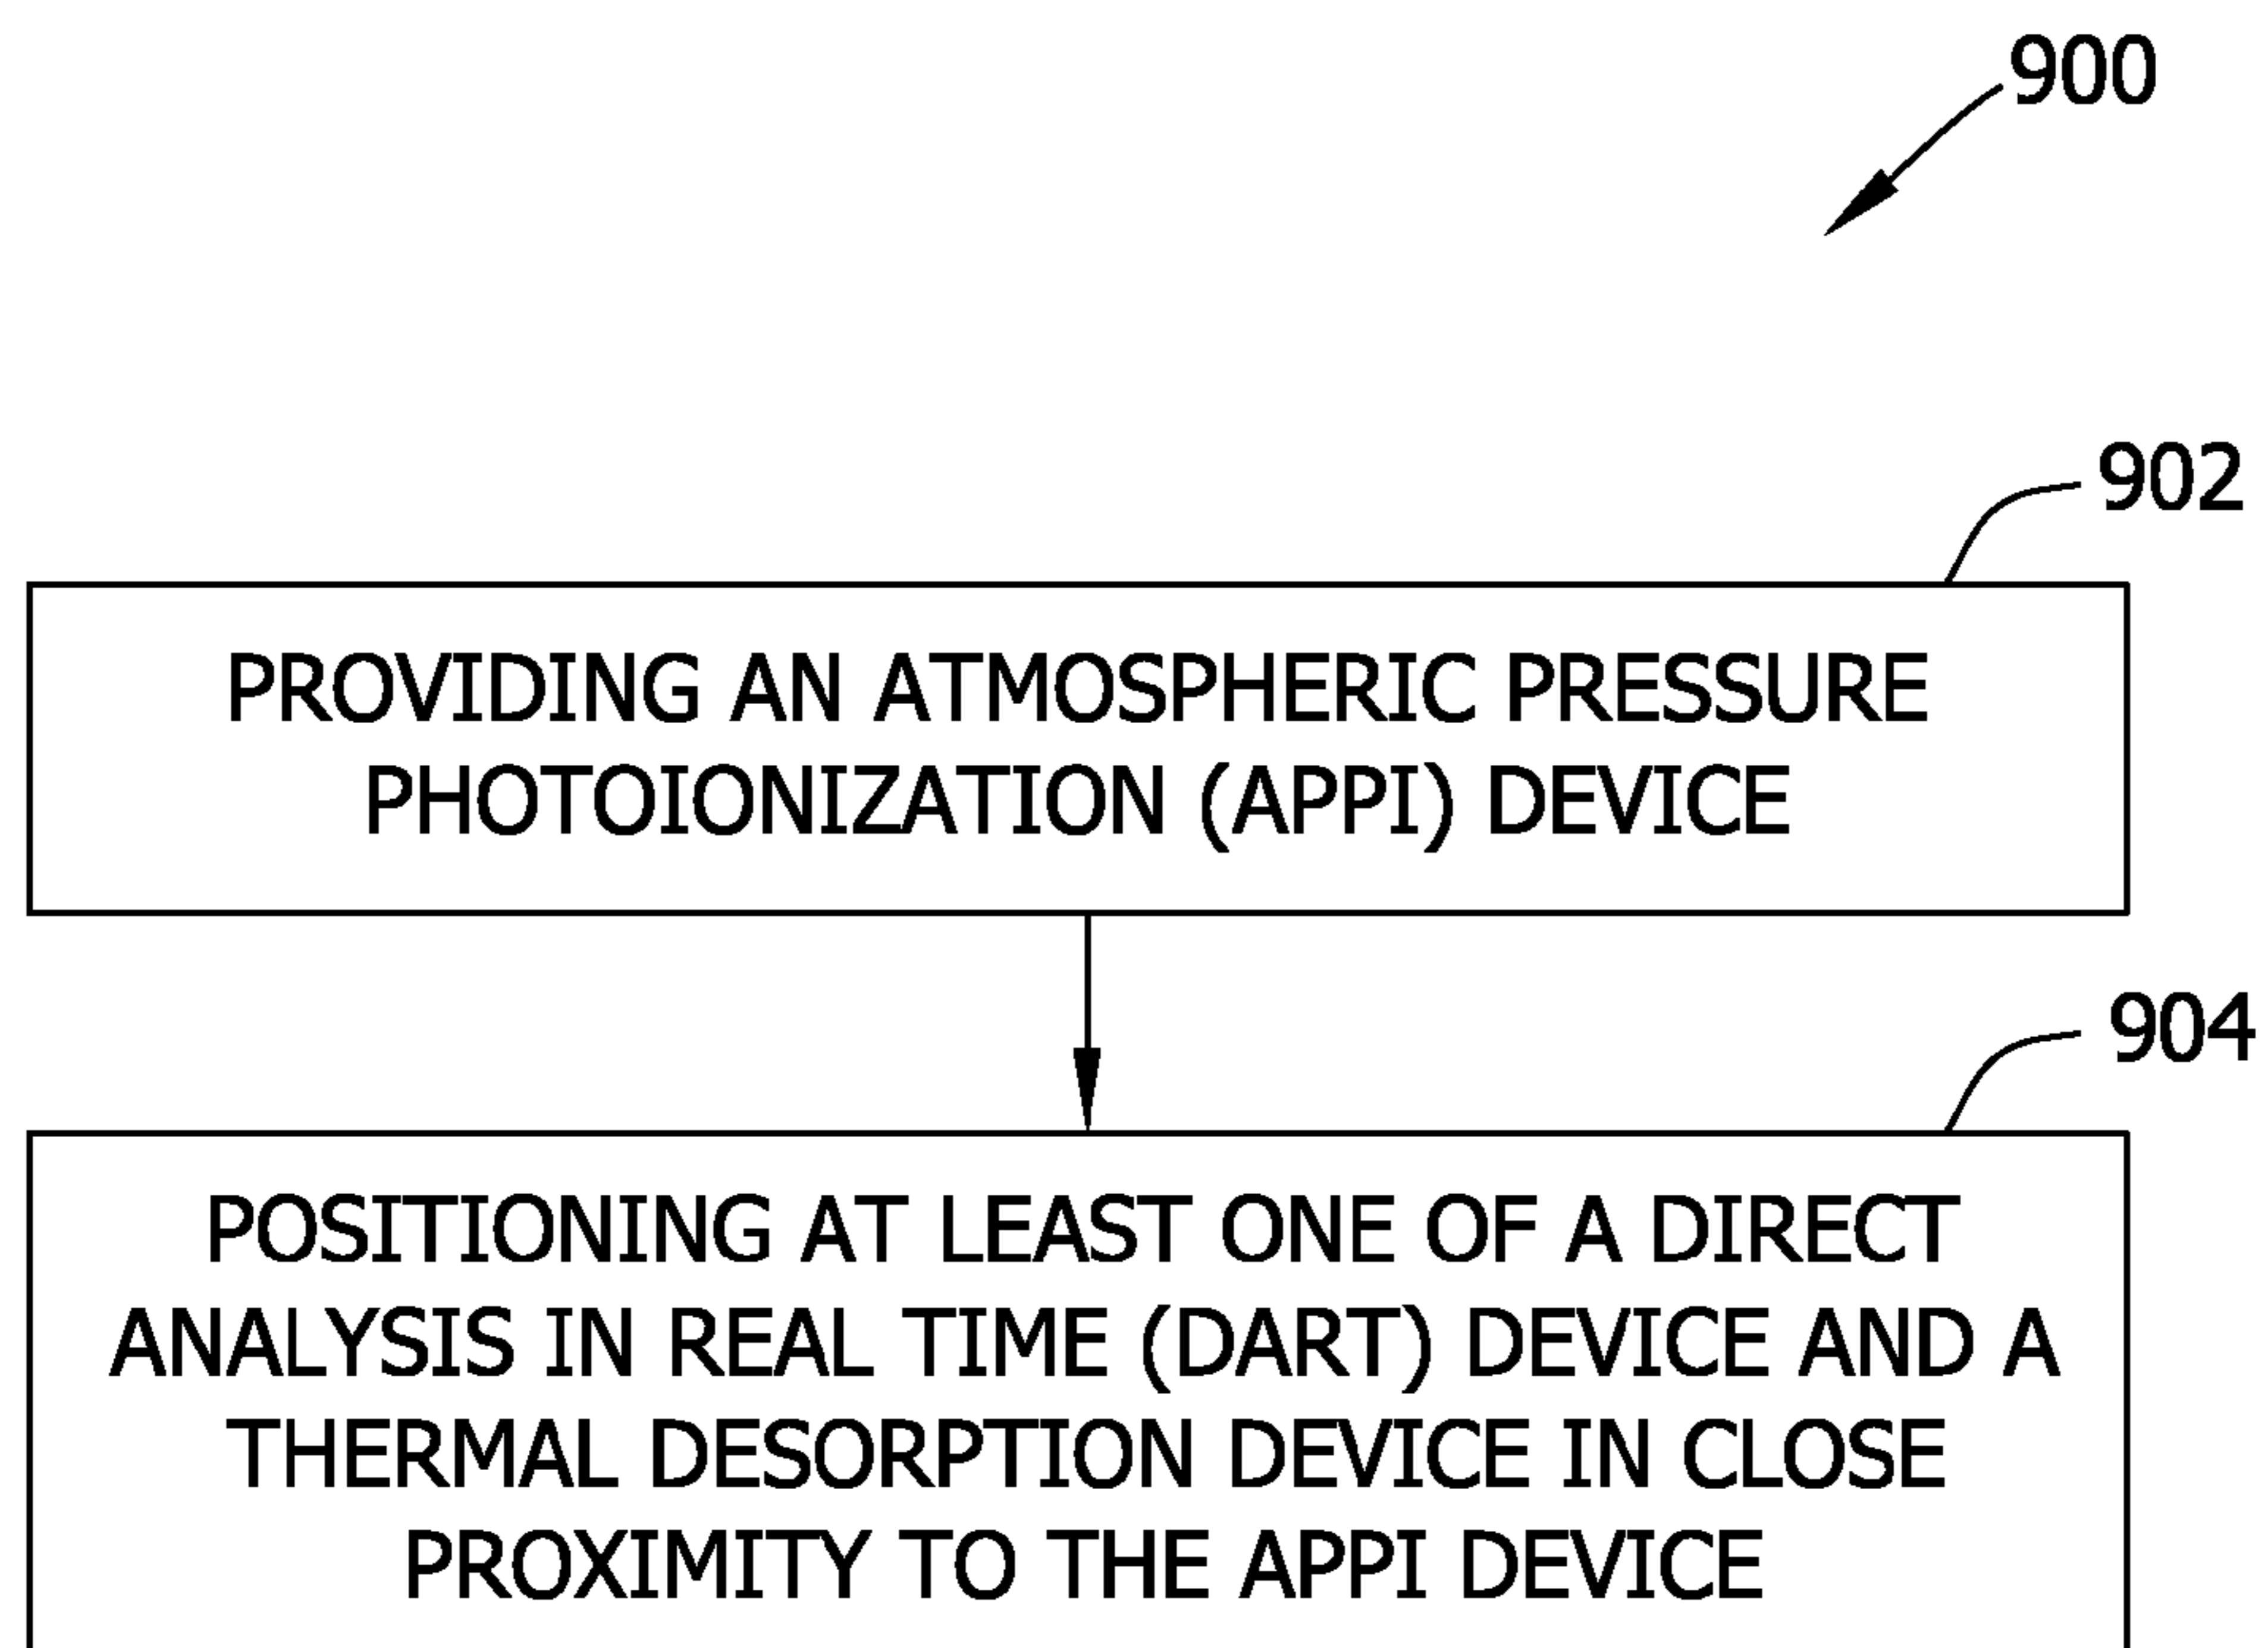 900
902
PROVIDING AN ATMOSPHERIC PRESSURE
PHOTOIONIZATION (APPI) DEVICE
904
POSITIONING AT LEAST ONE OF A DIRECT
ANALYSIS IN REAL TIME (DART) DEVICE AND A
THERMAL DESORPTION DEVICE IN CLOSE
PROXIMITY TO THE APPI DEVICE